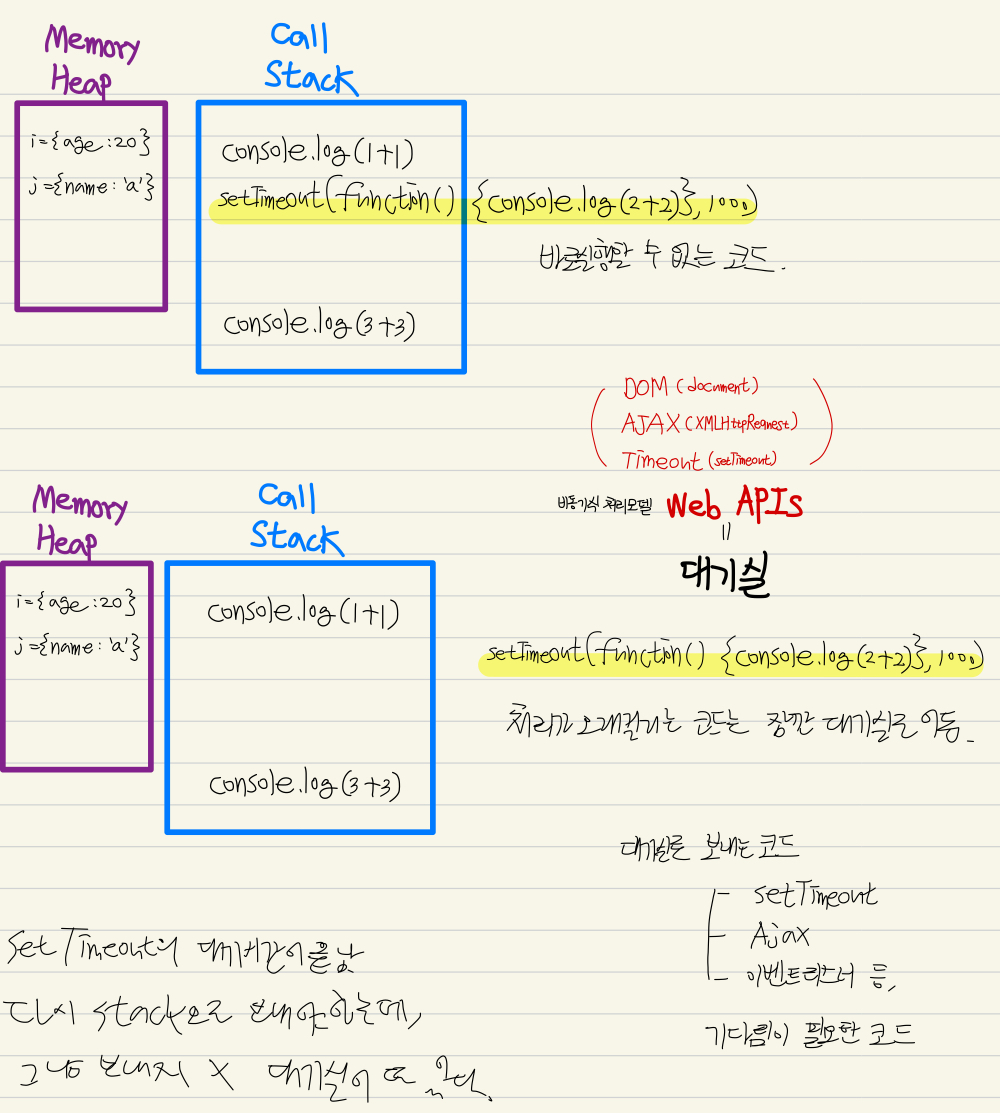 Memory
Heap
Call
Stack
i={age:20}
j={name:'a'}
console.log(1+1)
setTimeout(function() {console.log(2+2)}, 1000)
바로실행할 수 없는 코드.
console.log(3+3)
DOM (document)
AJAX (XMLHttpRequest)
Timeout (setTimeout)
비동기식 처리모델 Web APIs
=
대기실
Memory
Heap
Call
Stack
i={age:20}
j={name:'a'}
console.log(1+1)
setTimeout(function() {console.log(2+2)}, 1000)
처리가 오래걸리는 코드는 잠깐 대기실로 이동.
console.log(3+3)
대기실로 보내는 코드
setTimeout
Ajax
이벤트리스너 등,
기다림이 필요한 코드
setTimeout의 대기시간이
다시 stack으로 보내야 하는데,
그냥 보내지 X 대기실이 또 있다.